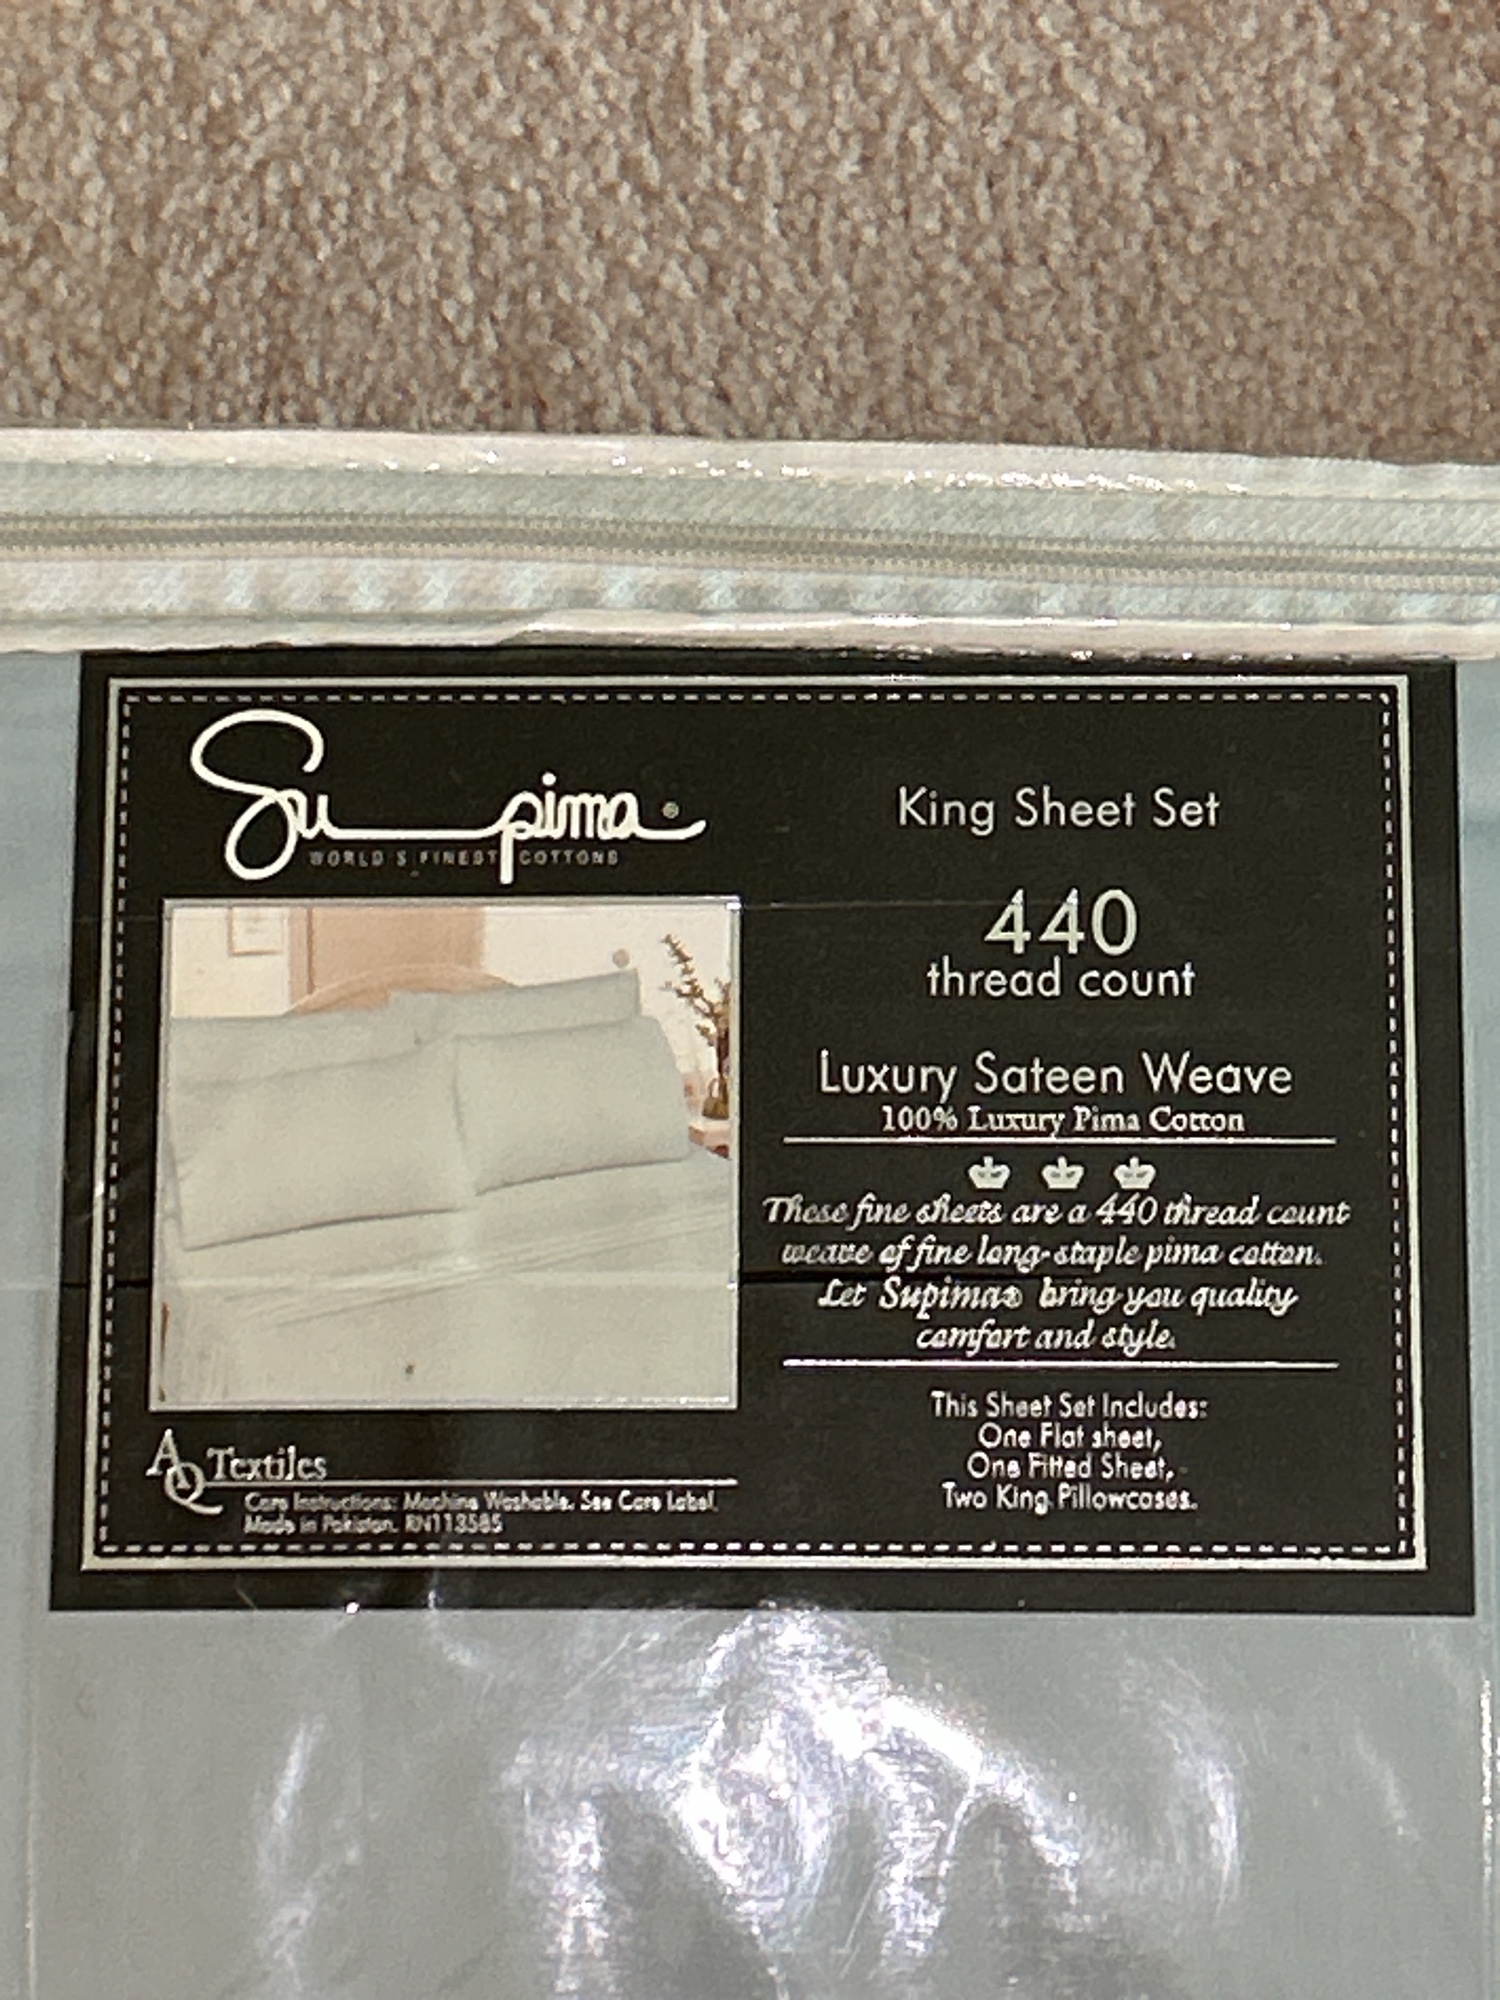 Supima®
WORLD'S FINEST COTTONS
King Sheet Set
440
thread count
Luxury Sateen Weave
100% Luxury Pima Cotton
These fine sheets are a 440 thread count
weave of fine long-staple pima cotton.
Let Supima® bring you quality
comfort and style.
This Sheet Set Includes:
One Flat sheet,
One Fitted Sheet,
Two King Pillowcases.
AQ Textiles
Care Instructions: Machine Washable. See Care Label.
Made in Pakistan. RN113585